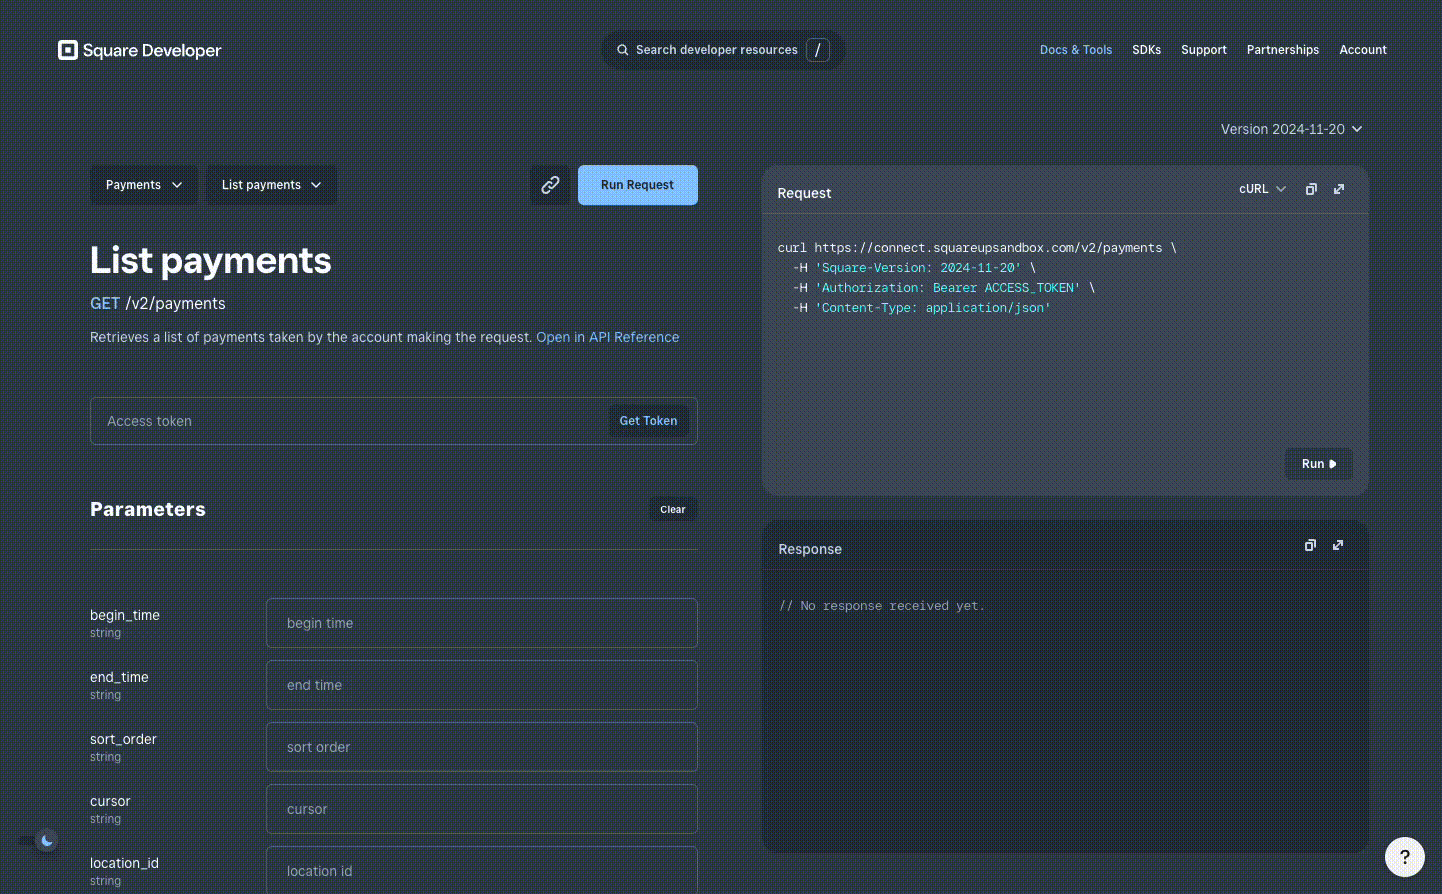 Square Developer
Search developer resources /
Docs & Tools SDKs Support Partnerships Account
Version 2024-11-20
Payments List payments Run Request
List payments
GET /v2/payments
Retrieves a list of payments taken by the account making the request. Open in API Reference
Access token Get Token
Parameters Clear
begin_time
string
begin time
end_time
string
end time
sort_order
string
sort order
cursor
string
cursor
location_id
string
location id
Request cURL
curl https://connect.squareupsandbox.com/v2/payments \
-H 'Square-Version: 2024-11-20' \
-H 'Authorization: Bearer ACCESS_TOKEN' \
-H 'Content-Type: application/json'
Run
Response
// No response received yet.
?